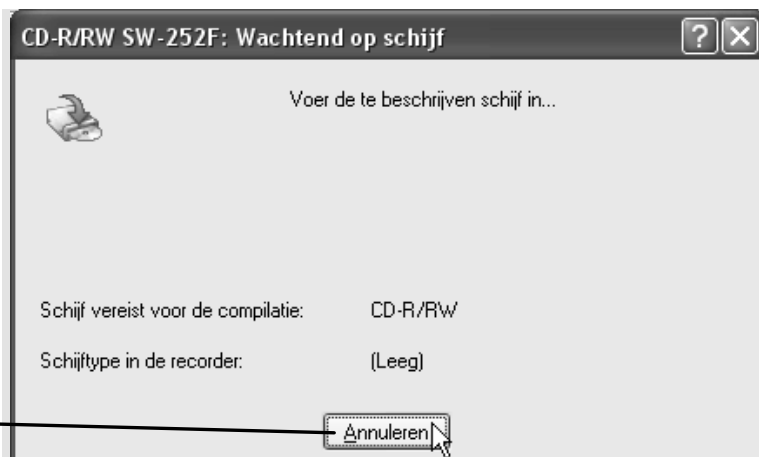 CD-R/RW SW-252F: Wachtend op schijf
Voer de te beschrijven schijf in...
Schijf vereist voor de compilatie: CD-R/RW
Schijftype in de recorder: (Leeg)
Annuleren